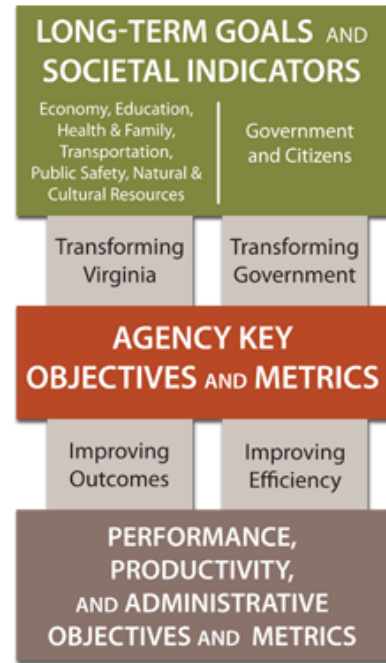 LONG-TERM GOALS AND
SOCIETAL INDICATORS
Economy, Education,
Health & Family,
Transportation,
Public Safety, Natural &
Cultural Resources
Government
and Citizens
Transforming
Virginia
Transforming
Government
AGENCY KEY
OBJECTIVES AND METRICS
Improving
Outcomes
Improving
Efficiency
PERFORMANCE,
PRODUCTIVITY,
AND ADMINISTRATIVE
OBJECTIVES AND METRICS